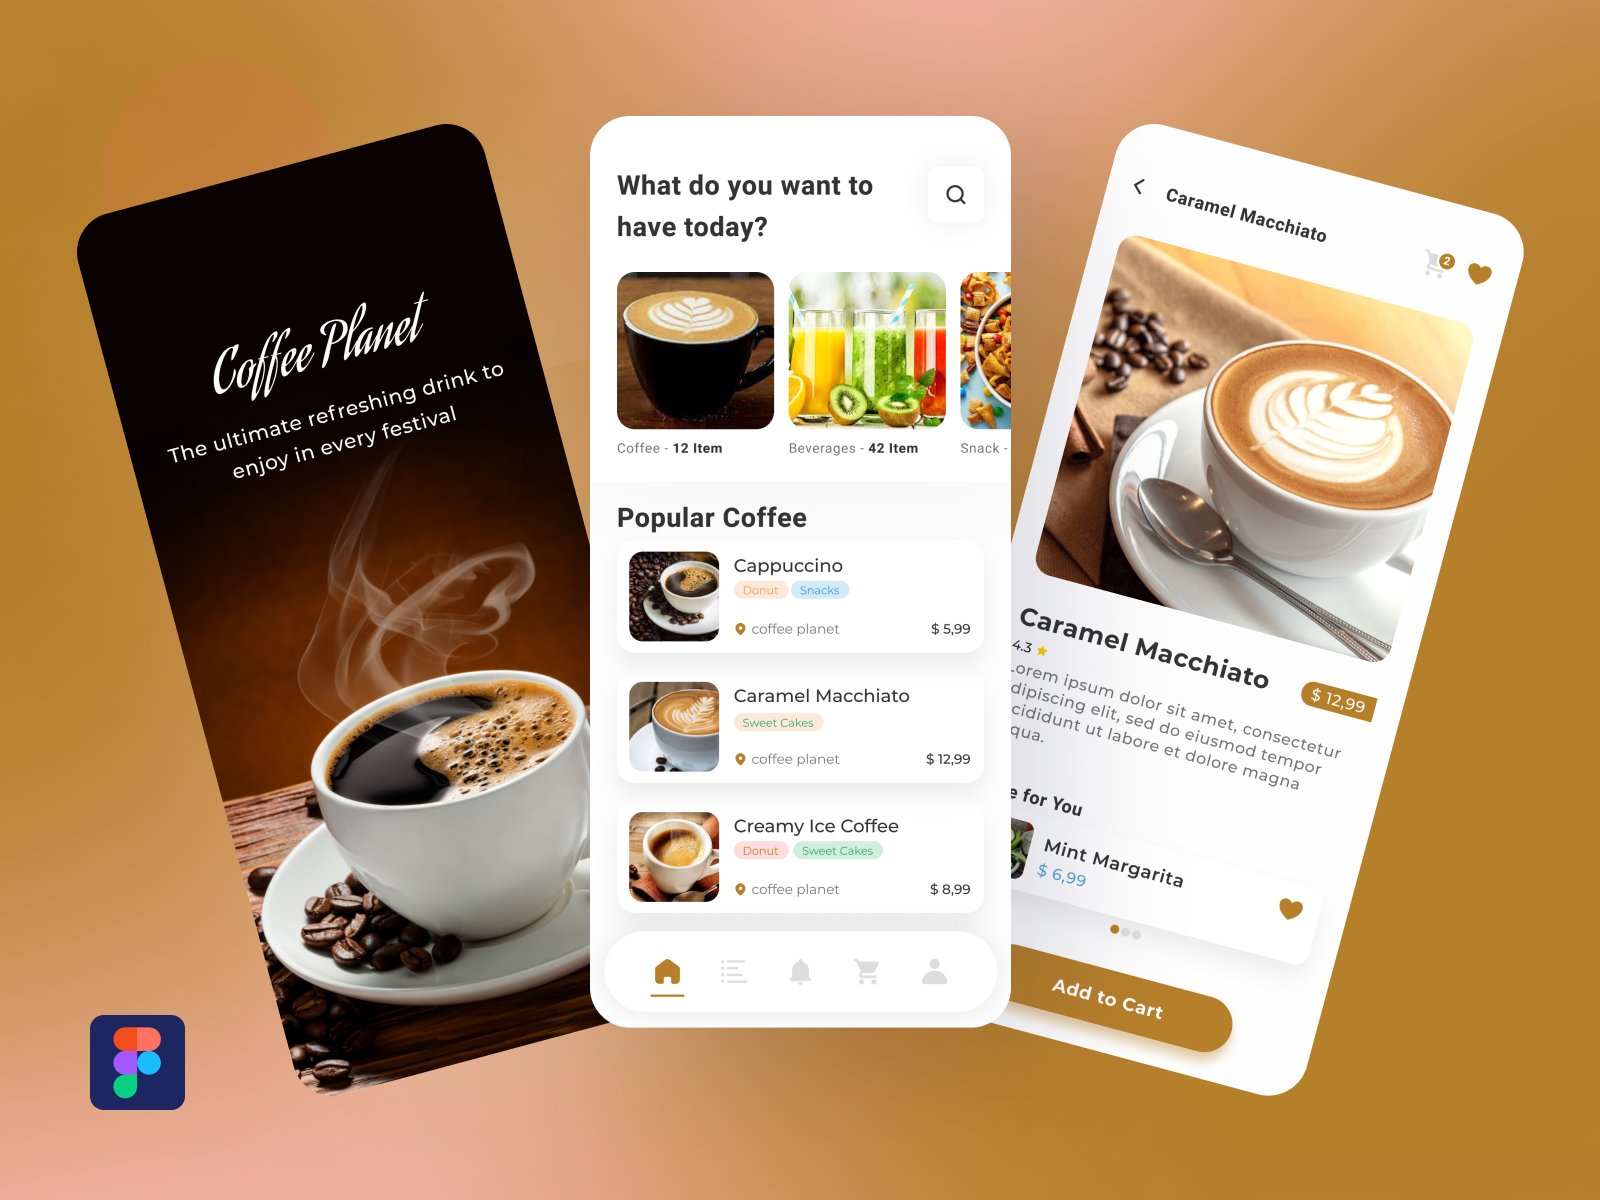 Coffee Planet
The ultimate refreshing drink to
enjoy in every festival
What do you want to
have today?
Coffee - 12 Item
Beverages - 42 Item
Snack -
Popular Coffee
Cappuccino
Donut Snacks
coffee planet $ 5,99
Caramel Macchiato
Sweet Cakes
coffee planet $ 12,99
Creamy Ice Coffee
Donut Sweet Cakes
coffee planet $ 8,99
Caramel Macchiato
2
Caramel Macchiato
4.3
$ 12,99
Lorem ipsum dolor sit amet, consectetur
dipiscing elit, sed do eiusmod tempor
cididunt ut labore et dolore magna
qua.
e for You
Mint Margarita
$ 6,99
Add to Cart